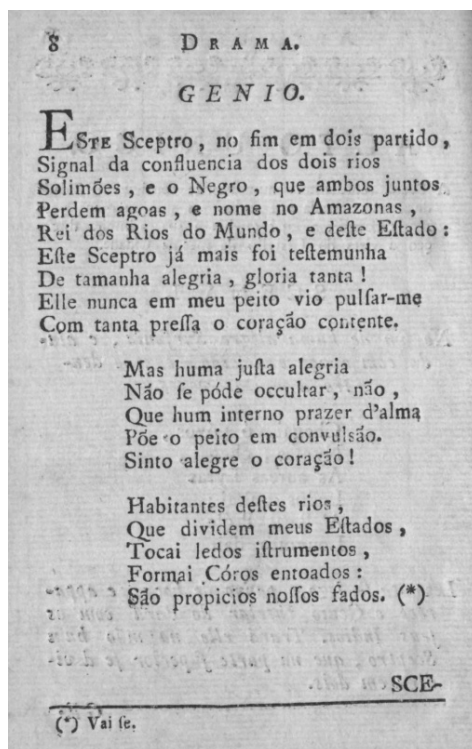 8 DRAMA.
GENIO.
ESTE Sceptro, no fim em dois partido,
Signal da confluencia dos dois rios
Solimões, e o Negro, que ambos juntos
Perdem agoas, e nome no Amazonas,
Rei dos Rios do Mundo, e deſte Eſtado:
Eſte Sceptro já mais foi teſtemunha
De tamanha alegria, gloria tanta!
Elle nunca em meu peito vio pulſar-me
Com tanta preſſa o coração contente.
Mas huma juſta alegria
Não ſe póde occultar, não,
Que hum interno prazer d'alma
Põe o peito em convulsão.
Sinto alegre o coração!
Habitantes deſtes rios,
Que dividem meus Eſtados,
Tocai ledos iſtrumentos,
Formai Córos entoados:
São propicios noſſos fados. (*)
SCE-
(*) Vai ſe.